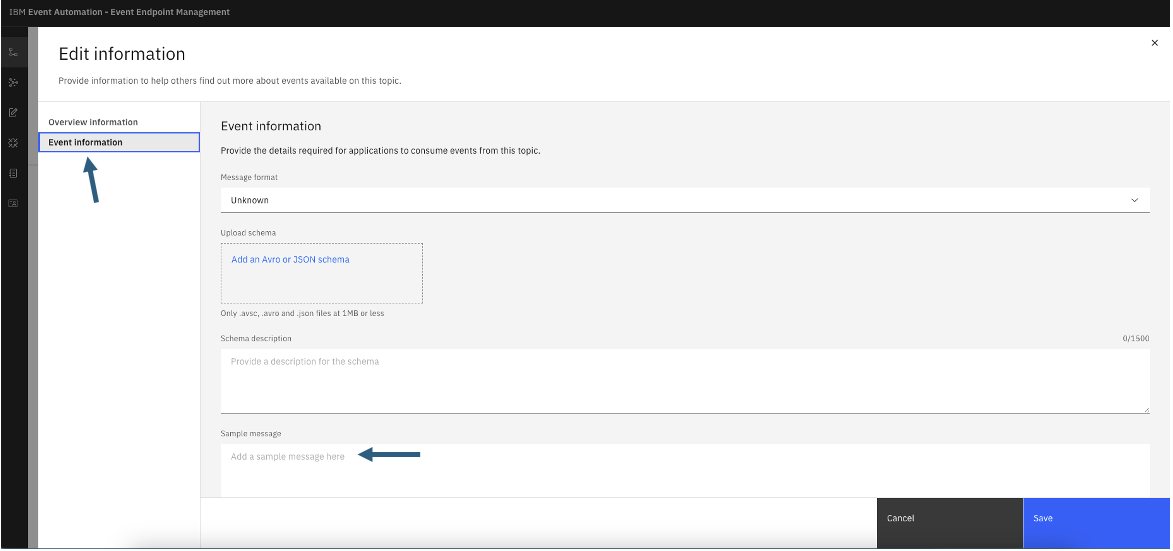 IBM Event Automation - Event Endpoint Management
Edit information
Provide information to help others find out more about events available on this topic.
Overview information
Event information
Event information
Provide the details required for applications to consume events from this topic.
Message format
Unknown
Upload schema
Add an Avro or JSON schema
Only .avsc, .avro and .json files at 1MB or less
Schema description
0/1500
Provide a description for the schema
Sample message
Add a sample message here
Cancel
Save